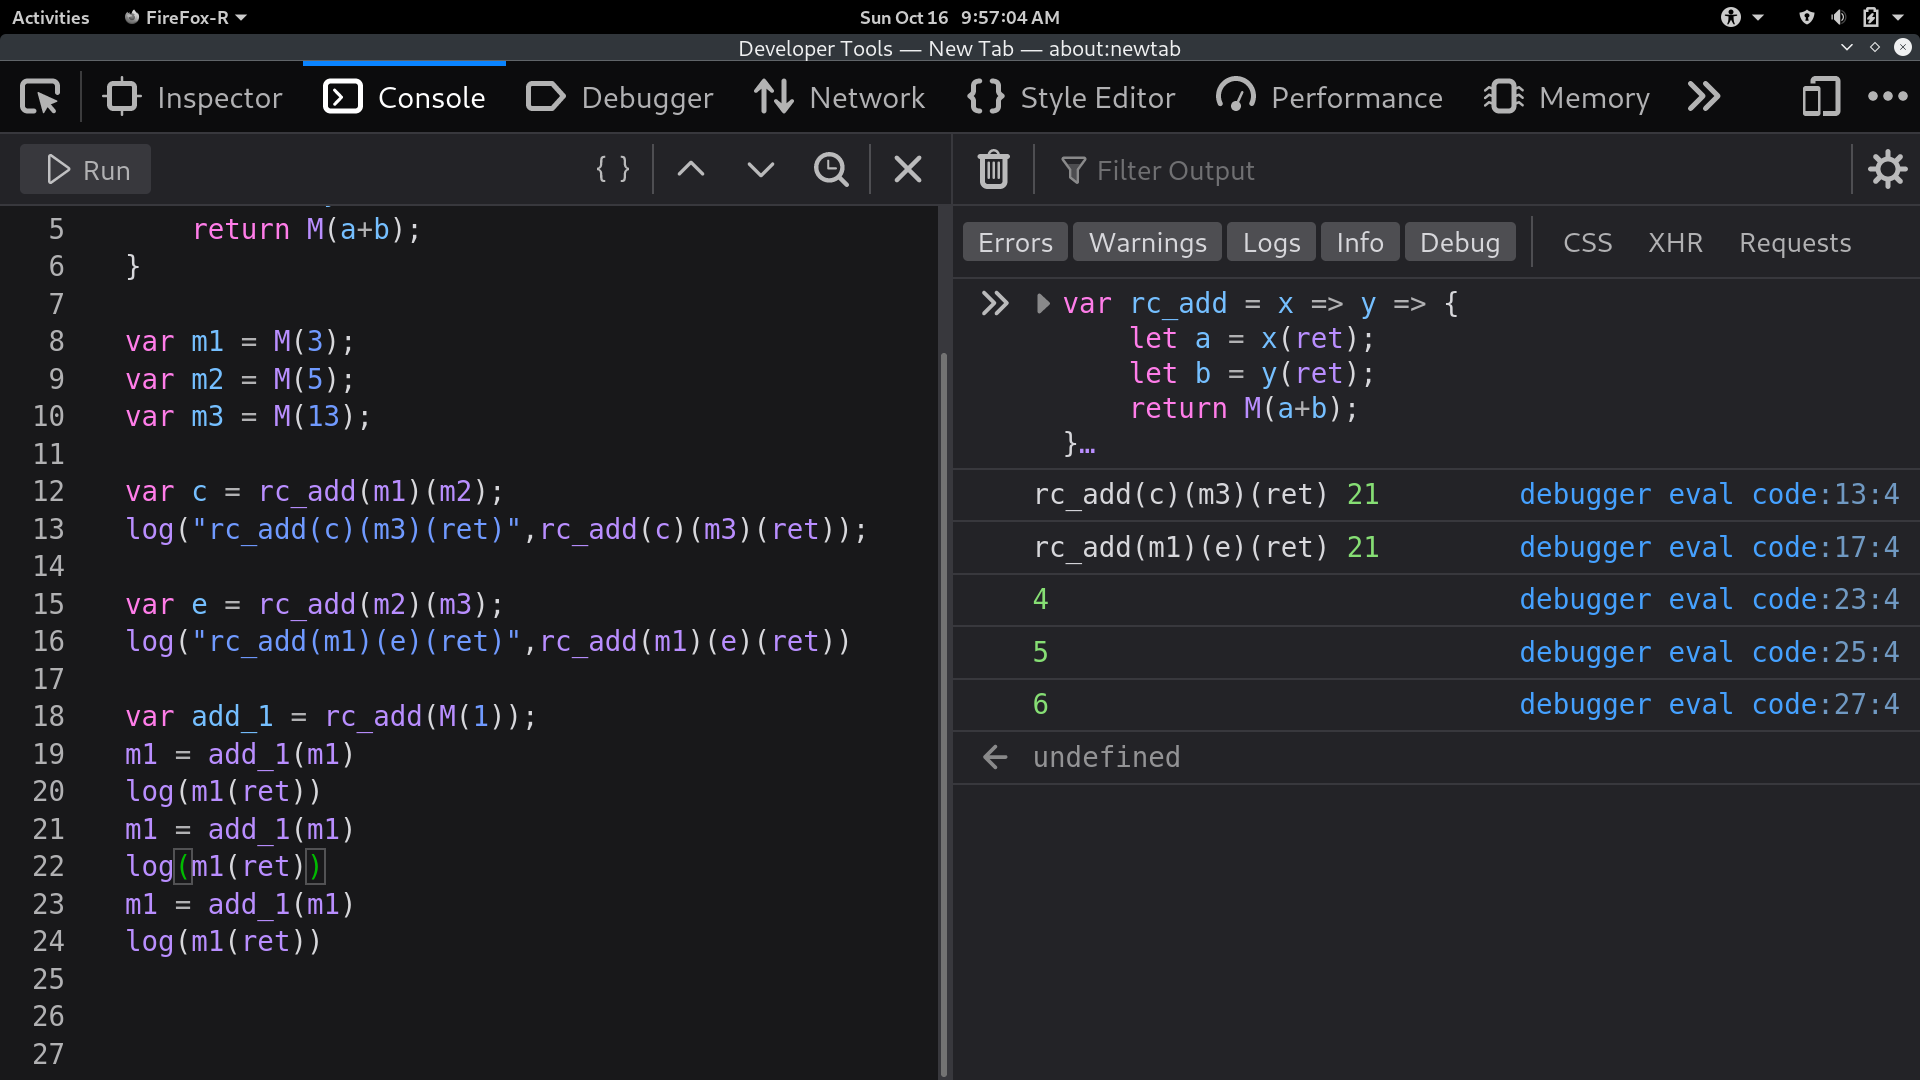 Activities FireFox-R Sun Oct 16 9:57:04 AM
Developer Tools — New Tab — about:newtab
Inspector Console Debugger Network Style Editor Performance Memory
Run { } Filter Output
Errors Warnings Logs Info Debug CSS XHR Requests
5 return M(a+b);
6 }
7
8 var m1 = M(3);
9 var m2 = M(5);
10 var m3 = M(13);
11
12 var c = rc_add(m1)(m2);
13 log("rc_add(c)(m3)(ret)",rc_add(c)(m3)(ret));
14
15 var e = rc_add(m2)(m3);
16 log("rc_add(m1)(e)(ret)",rc_add(m1)(e)(ret))
17
18 var add_1 = rc_add(M(1));
19 m1 = add_1(m1)
20 log(m1(ret))
21 m1 = add_1(m1)
22 log(m1(ret))
23 m1 = add_1(m1)
24 log(m1(ret))
25
26
27
var rc_add = x => y => {
let a = x(ret);
let b = y(ret);
return M(a+b);
}…
rc_add(c)(m3)(ret) 21 debugger eval code:13:4
rc_add(m1)(e)(ret) 21 debugger eval code:17:4
4 debugger eval code:23:4
5 debugger eval code:25:4
6 debugger eval code:27:4
undefined